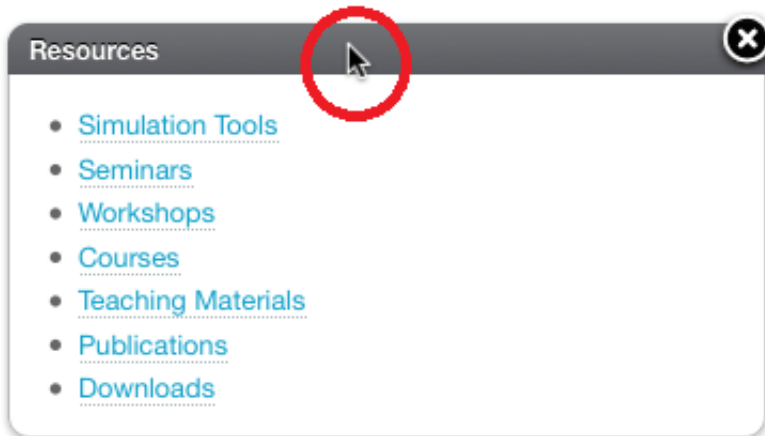 Resources
Simulation Tools
Seminars
Workshops
Courses
Teaching Materials
Publications
Downloads